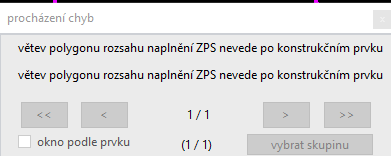 procházení chyb
větev polygonu rozsahu naplnění ZPS nevede po konstrukčním prvku
větev polygonu rozsahu naplnění ZPS nevede po konstrukčním prvku
<< < 1 / 1 > >>
okno podle prvku (1 / 1) vybrat skupinu